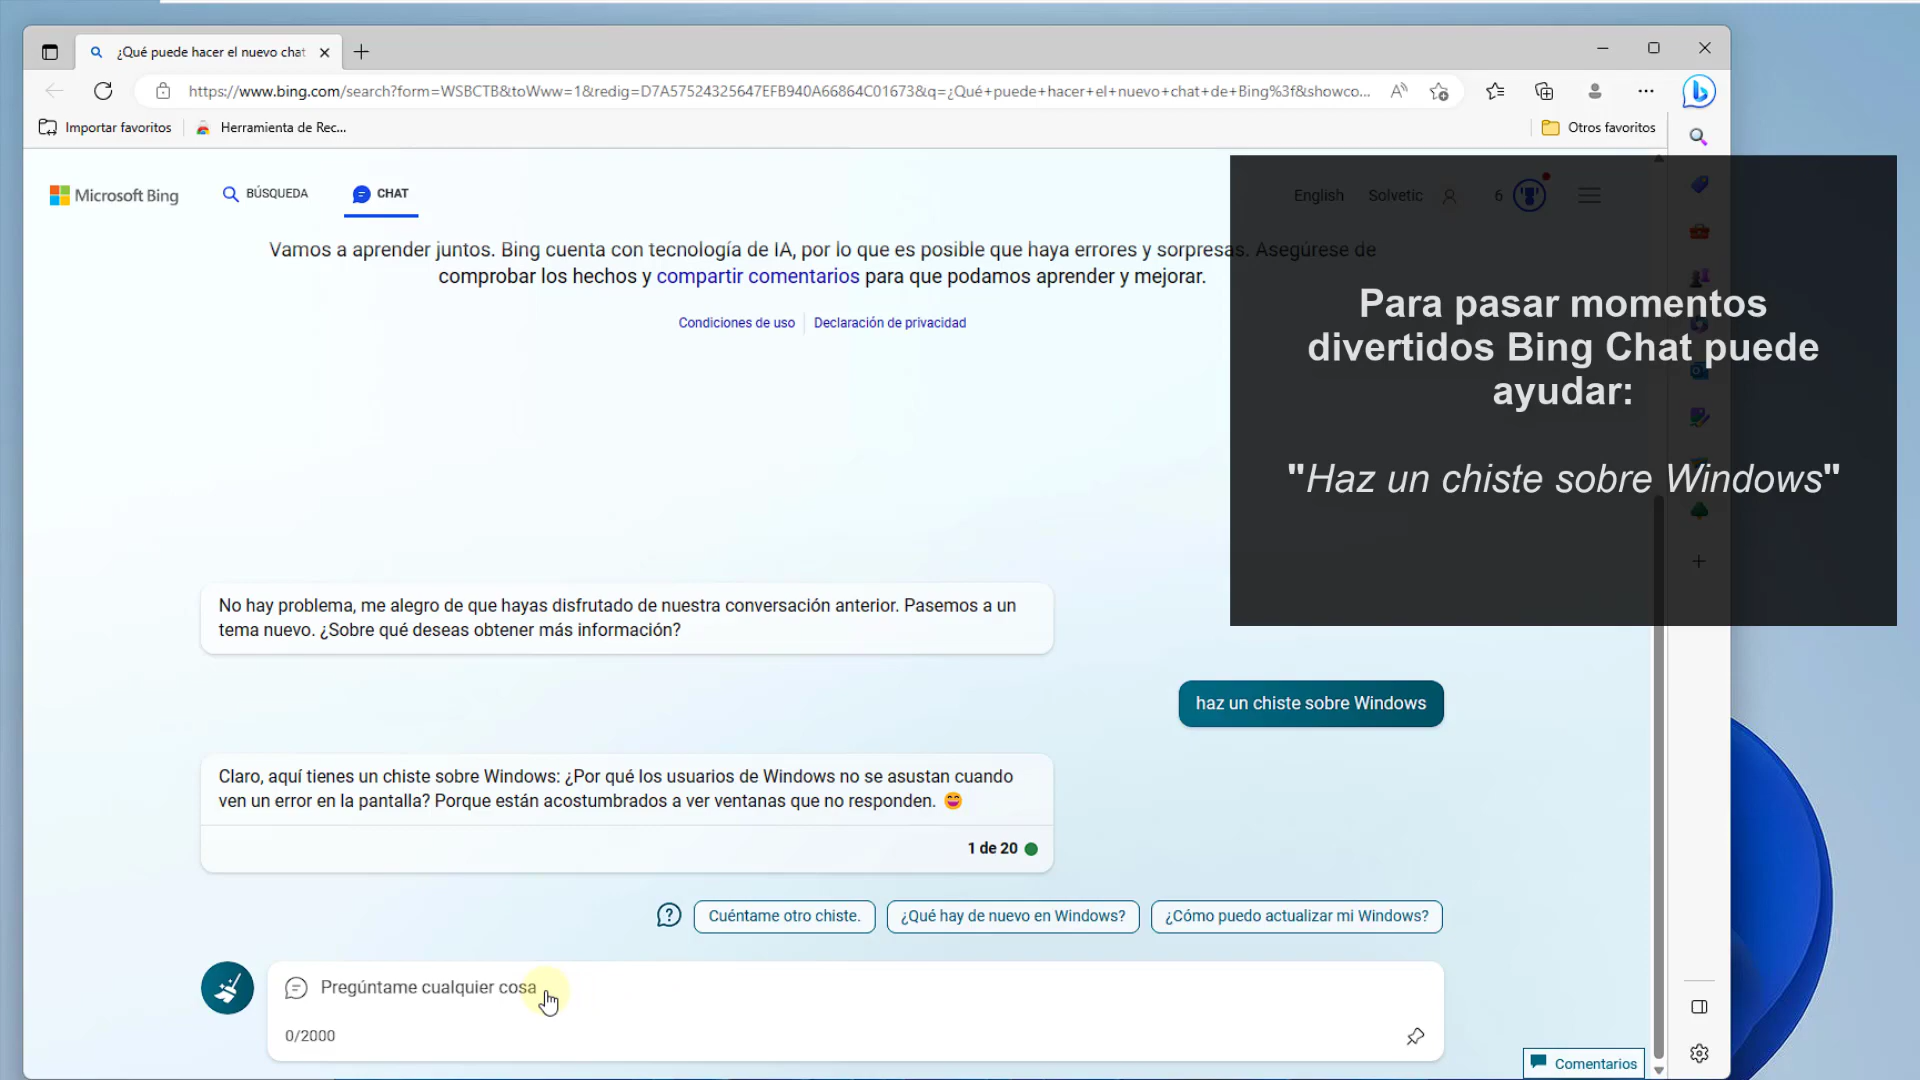 ¿Qué puede hacer el nuevo chat
https://www.bing.com/search?form=WSBCTB&toWww=1&redig=D7A57524325647EFB940A66864C01673&q=¿Qué+puede+hacer+el+nuevo+chat+de+Bing%3f&showco...
Importar favoritos
Herramienta de Rec...
Otros favoritos
Microsoft Bing
BÚSQUEDA
CHAT
English
Solvetic
6
Vamos a aprender juntos. Bing cuenta con tecnología de IA, por lo que es posible que haya errores y sorpresas. Asegúrese de
comprobar los hechos y compartir comentarios para que podamos aprender y mejorar.
Condiciones de uso
Declaración de privacidad
Para pasar momentos
divertidos Bing Chat puede
ayudar:
"Haz un chiste sobre Windows"
No hay problema, me alegro de que hayas disfrutado de nuestra conversación anterior. Pasemos a un
tema nuevo. ¿Sobre qué deseas obtener más información?
haz un chiste sobre Windows
Claro, aquí tienes un chiste sobre Windows: ¿Por qué los usuarios de Windows no se asustan cuando
ven un error en la pantalla? Porque están acostumbrados a ver ventanas que no responden. 😄
1 de 20
Cuéntame otro chiste.
¿Qué hay de nuevo en Windows?
¿Cómo puedo actualizar mi Windows?
Pregúntame cualquier cosa
0/2000
Comentarios